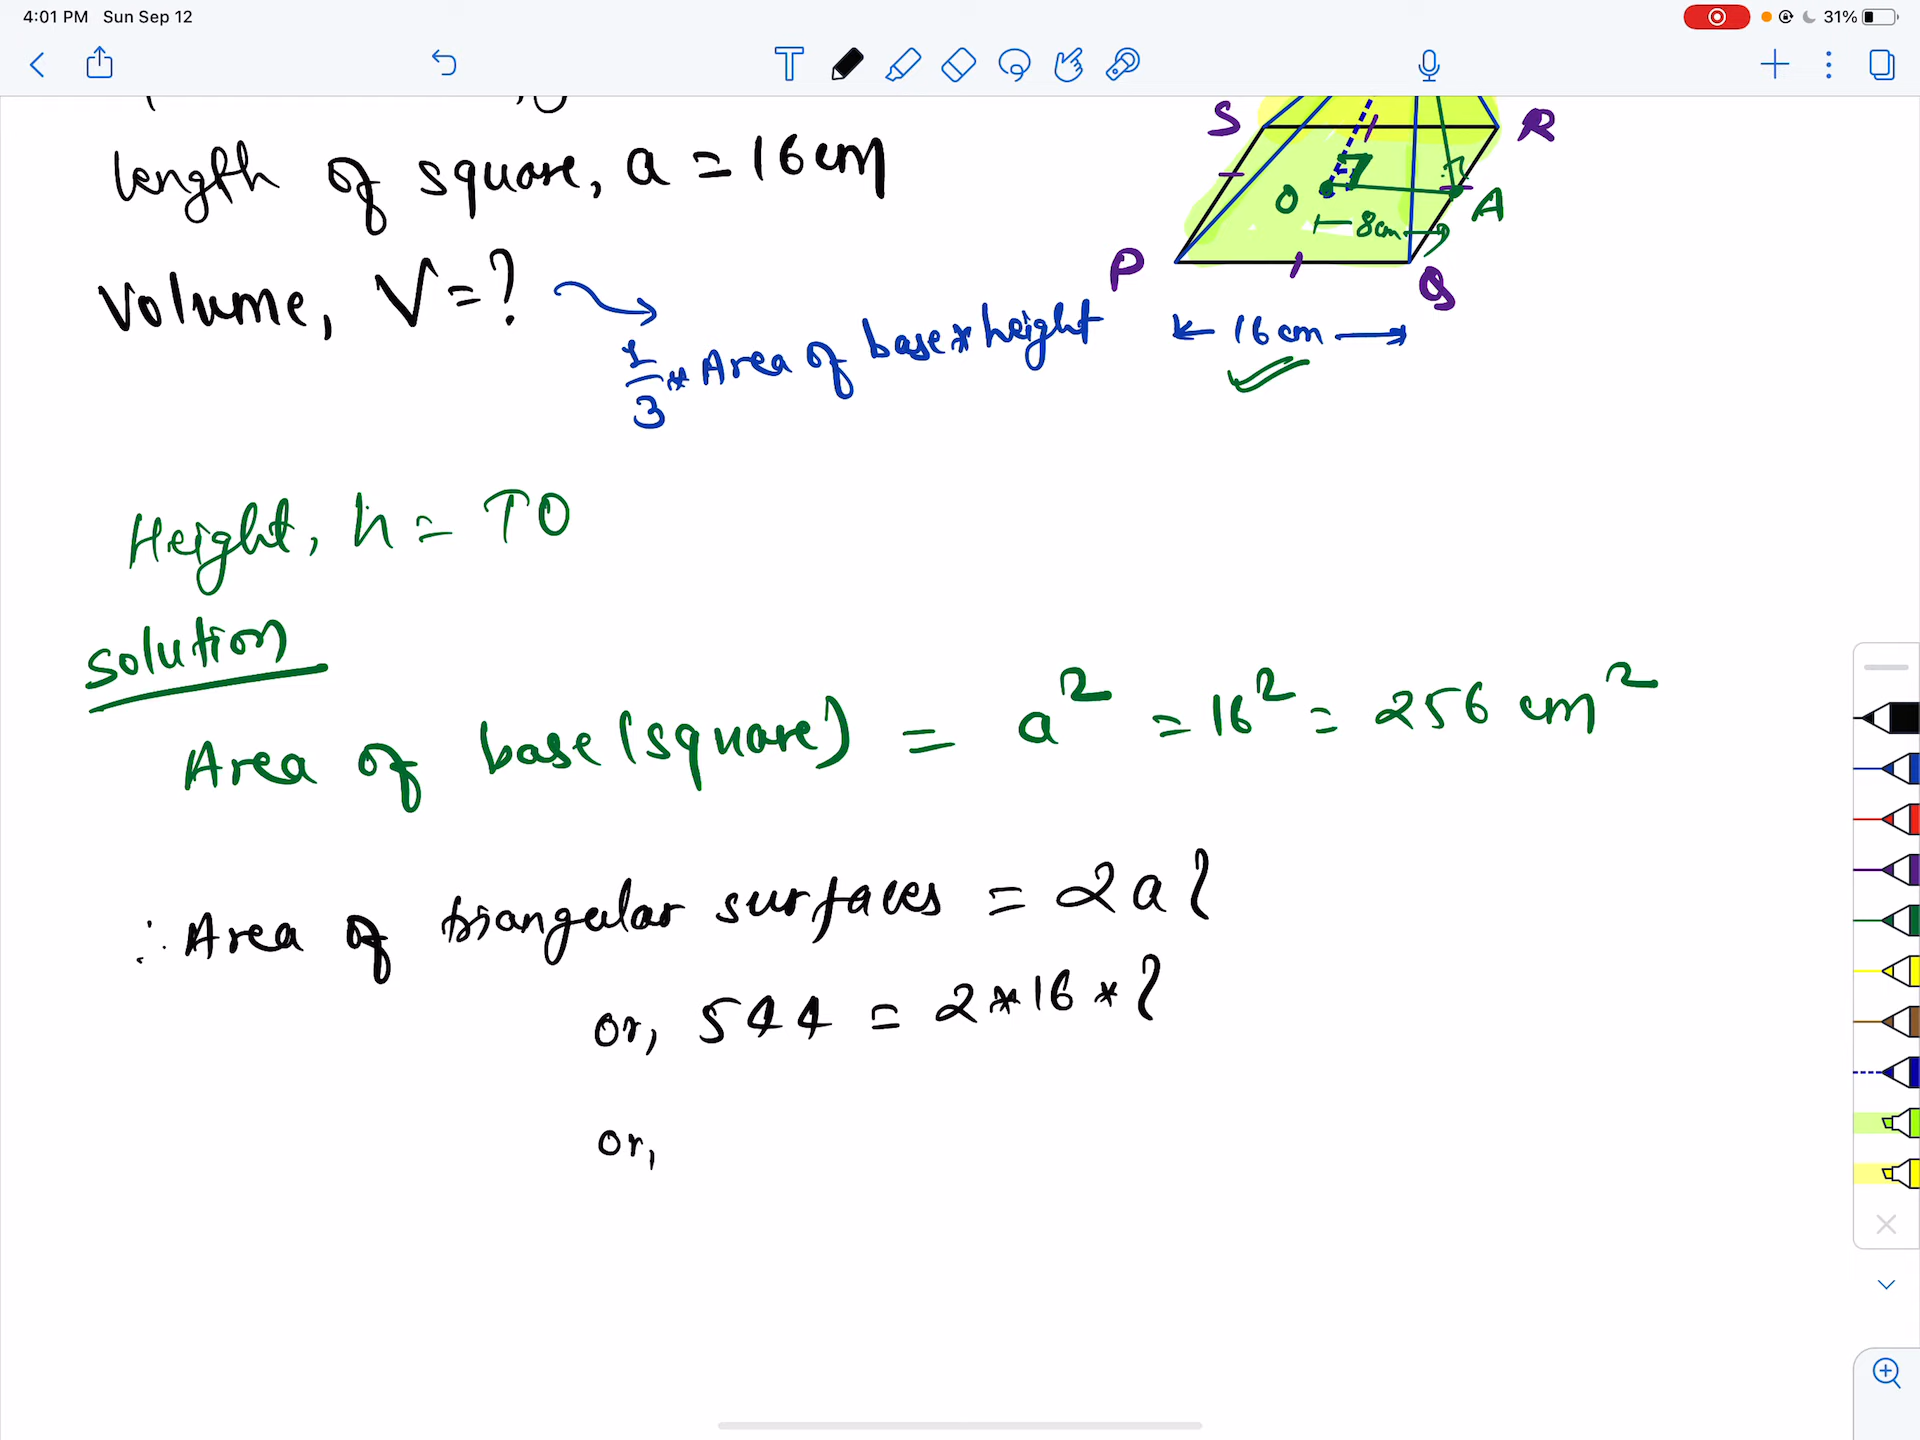 4:01 PM Sun Sep 12
31%
length of square, a = 16cm
S
R
O
A
8cm
P
Q
16 cm
Volume, V = ?
1/3 * Area of base * height
Height, h = TO
Solution
Area of base (square) = a² = 16² = 256 cm²
∴ Area of triangular surfaces = 2al
or, 544 = 2*16*l
or,